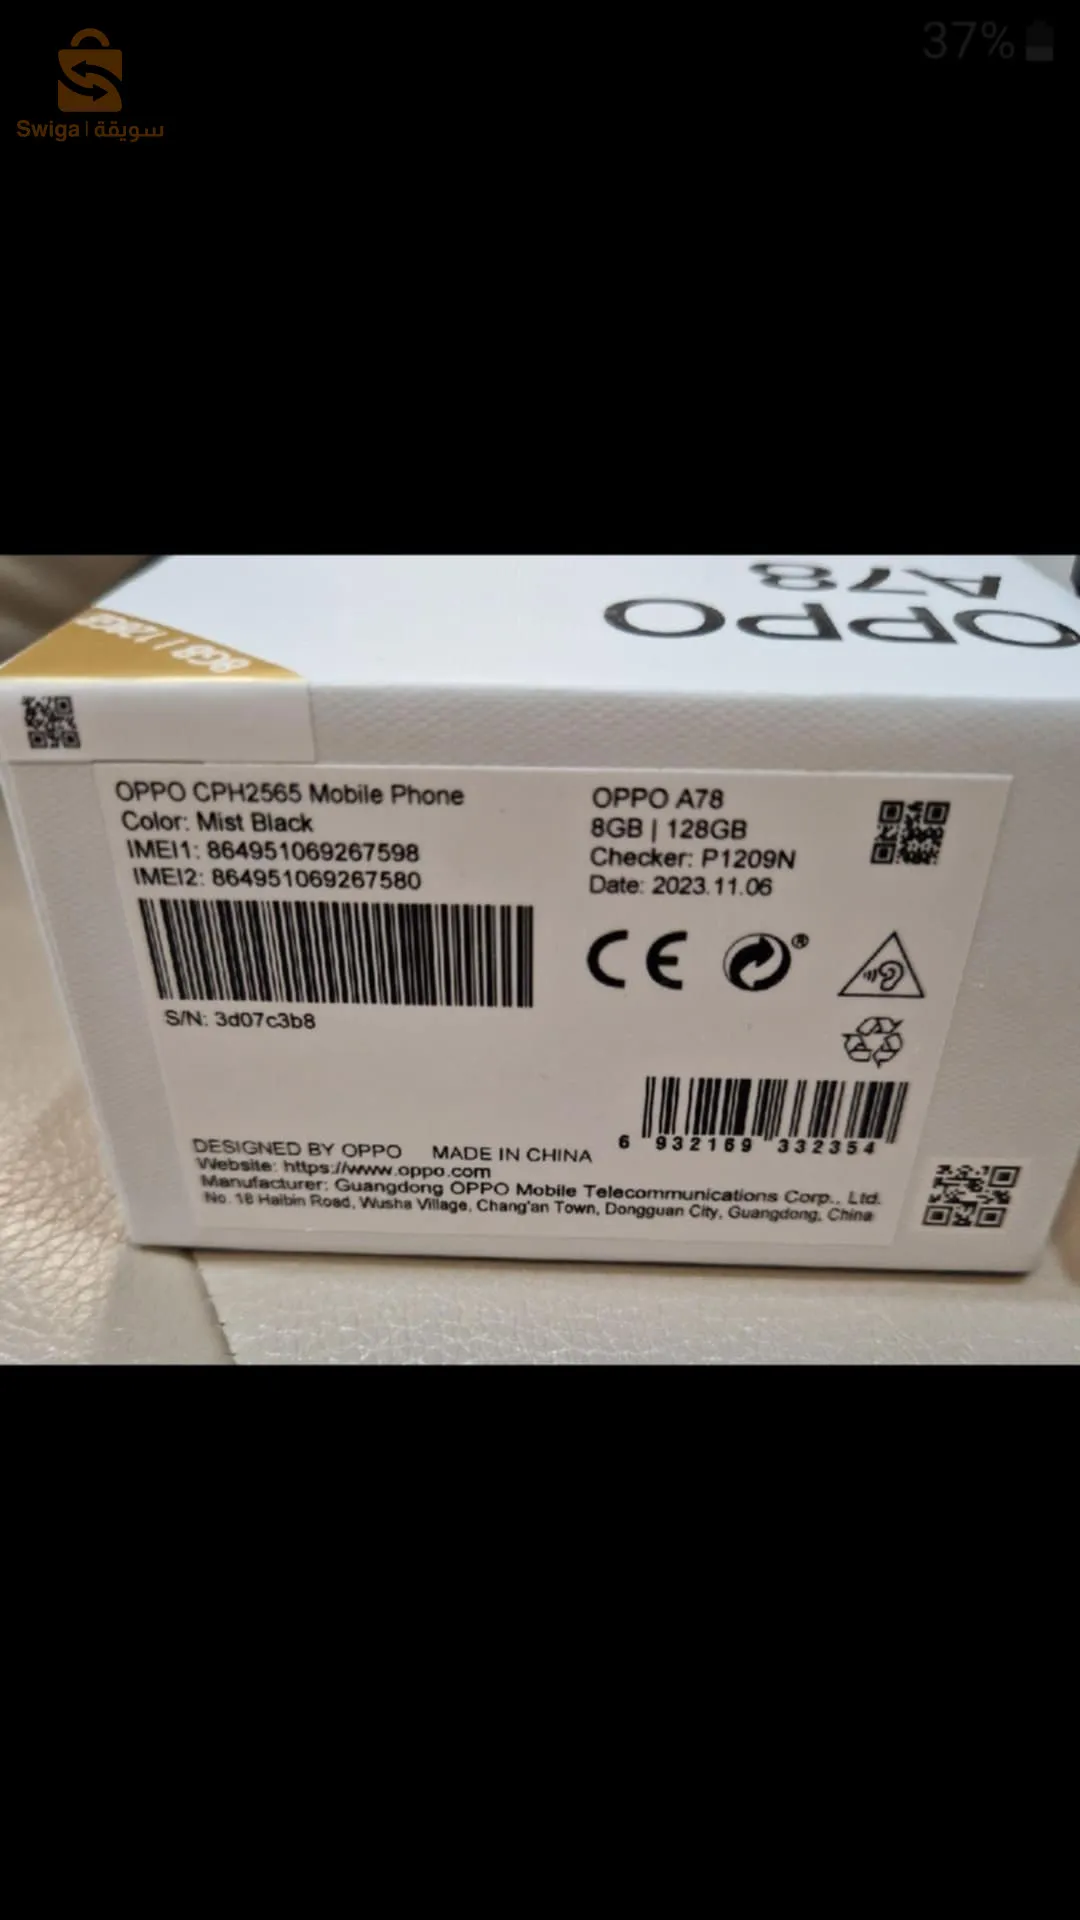 37%
Swiga | سويقة
OPPO
A78
8GB | 128GB
OPPO CPH2565 Mobile Phone
Color: Mist Black
IMEI1: 864951069267598
IMEI2: 864951069267580
S/N: 3d07c3b8
OPPO A78
8GB | 128GB
Checker: P1209N
Date: 2023.11.06
CE
®
6 932169 332354
DESIGNED BY OPPO MADE IN CHINA
Website: https://www.oppo.com
Manufacturer: Guangdong OPPO Mobile Telecommunications Corp., Ltd.
No. 18 Haibin Road, Wusha Village, Chang'an Town, Dongguan City, Guangdong, China